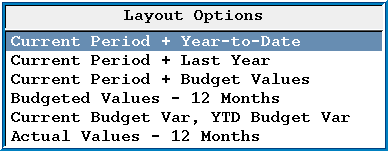 Layout Options
Current Period + Year-to-Date
Current Period + Last Year
Current Period + Budget Values
Budgeted Values - 12 Months
Current Budget Var, YTD Budget Var
Actual Values - 12 Months